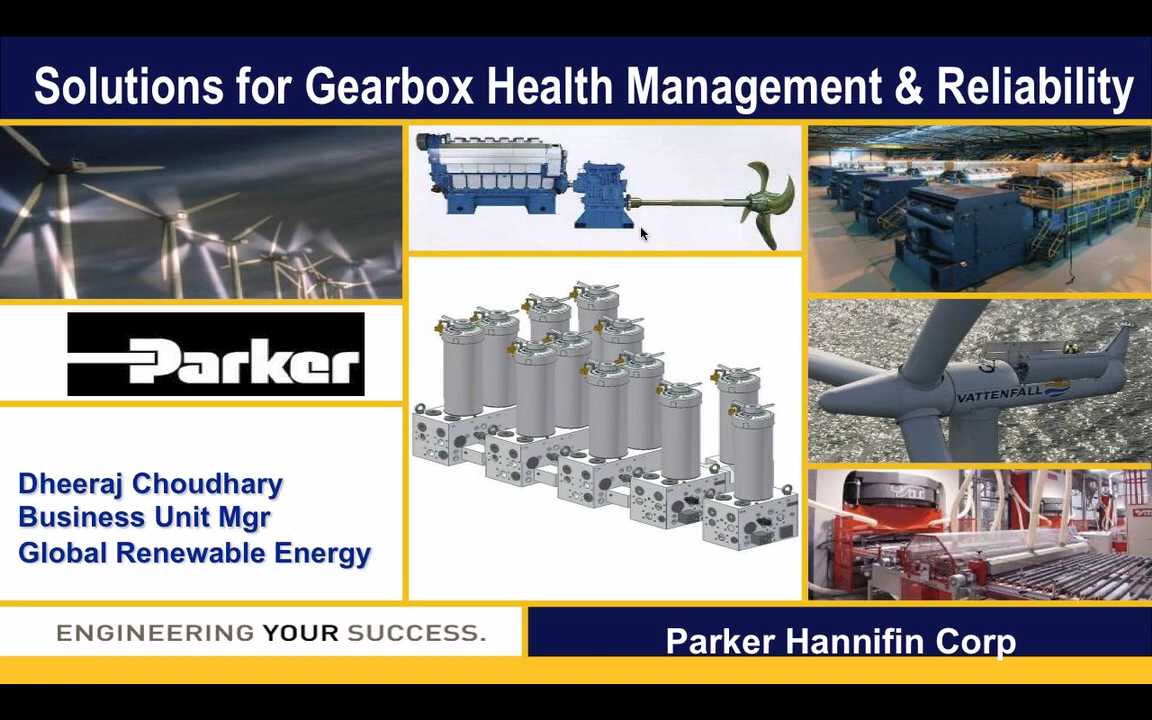 Solutions for Gearbox Health Management & Reliability
Parker
VATTENFALL
Dheeraj Choudhary
Business Unit Mgr
Global Renewable Energy
ENGINEERING YOUR SUCCESS.
Parker Hannifin Corp